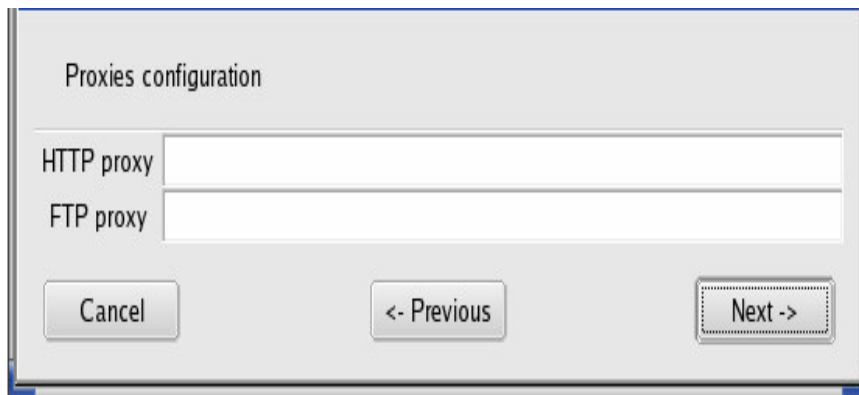 Proxies configuration
HTTP proxy
FTP proxy
Cancel
<- Previous
Next ->